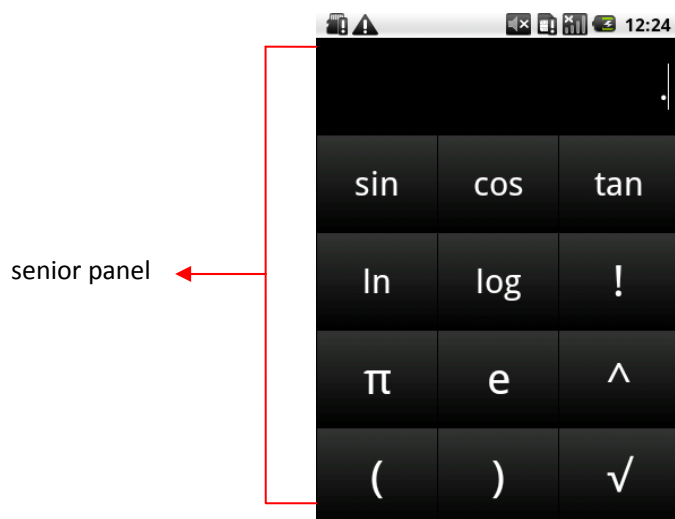 12:24
.
sin cos tan
ln log !
senior panel
π e ^
( ) √